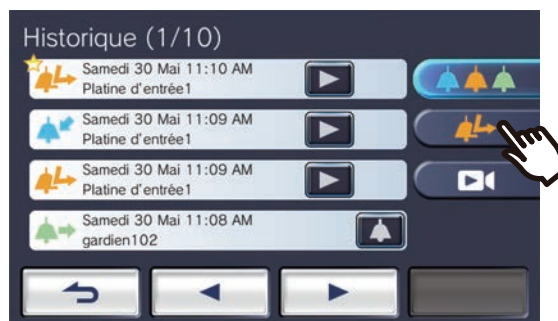 Historique (1/10)
Samedi 30 Mai 11:10 AM
Platine d'entrée1
Samedi 30 Mai 11:09 AM
Platine d'entrée1
Samedi 30 Mai 11:09 AM
Platine d'entrée1
Samedi 30 Mai 11:08 AM
gardien102